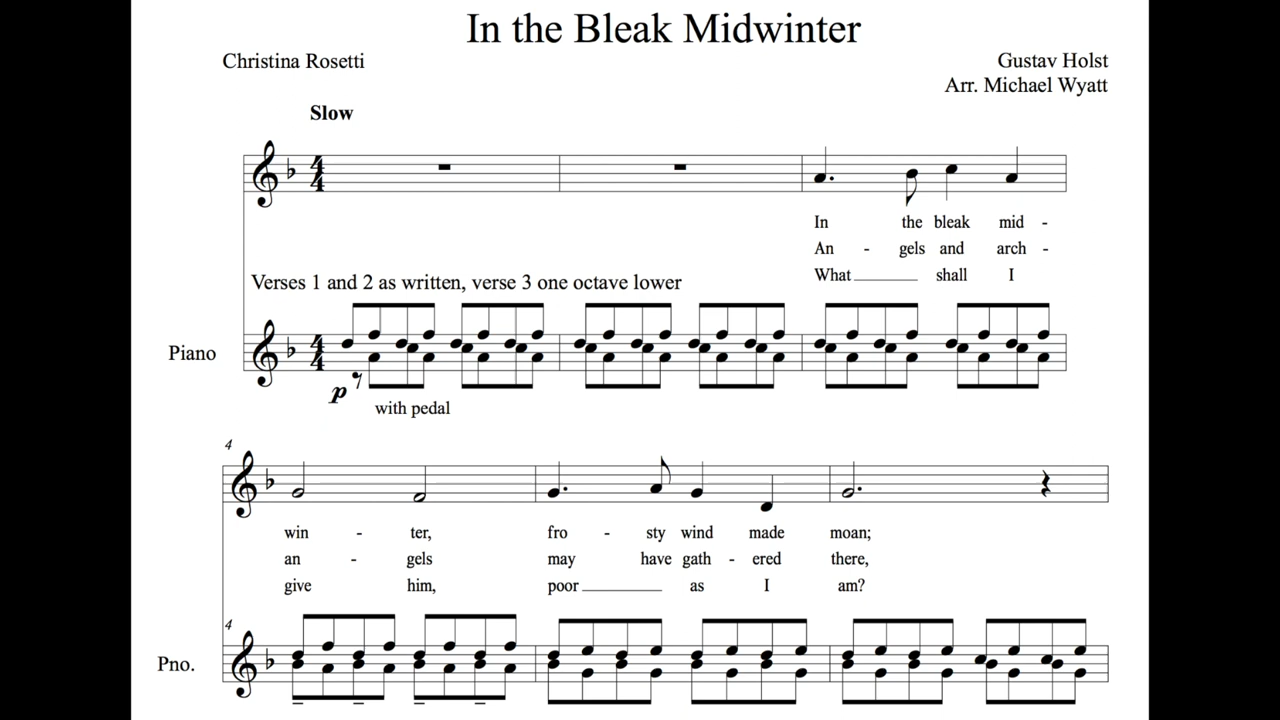 In the Bleak Midwinter
Christina Rosetti
Gustav Holst
Arr. Michael Wyatt
Slow
In the bleak mid -
An - gels and arch -
What ______ shall I
Verses 1 and 2 as written, verse 3 one octave lower
Piano
p
with pedal
4
win - ter, fro - sty wind made moan;
an - gels may have gath - ered there,
give him, poor ______ as I am?
4
Pno.